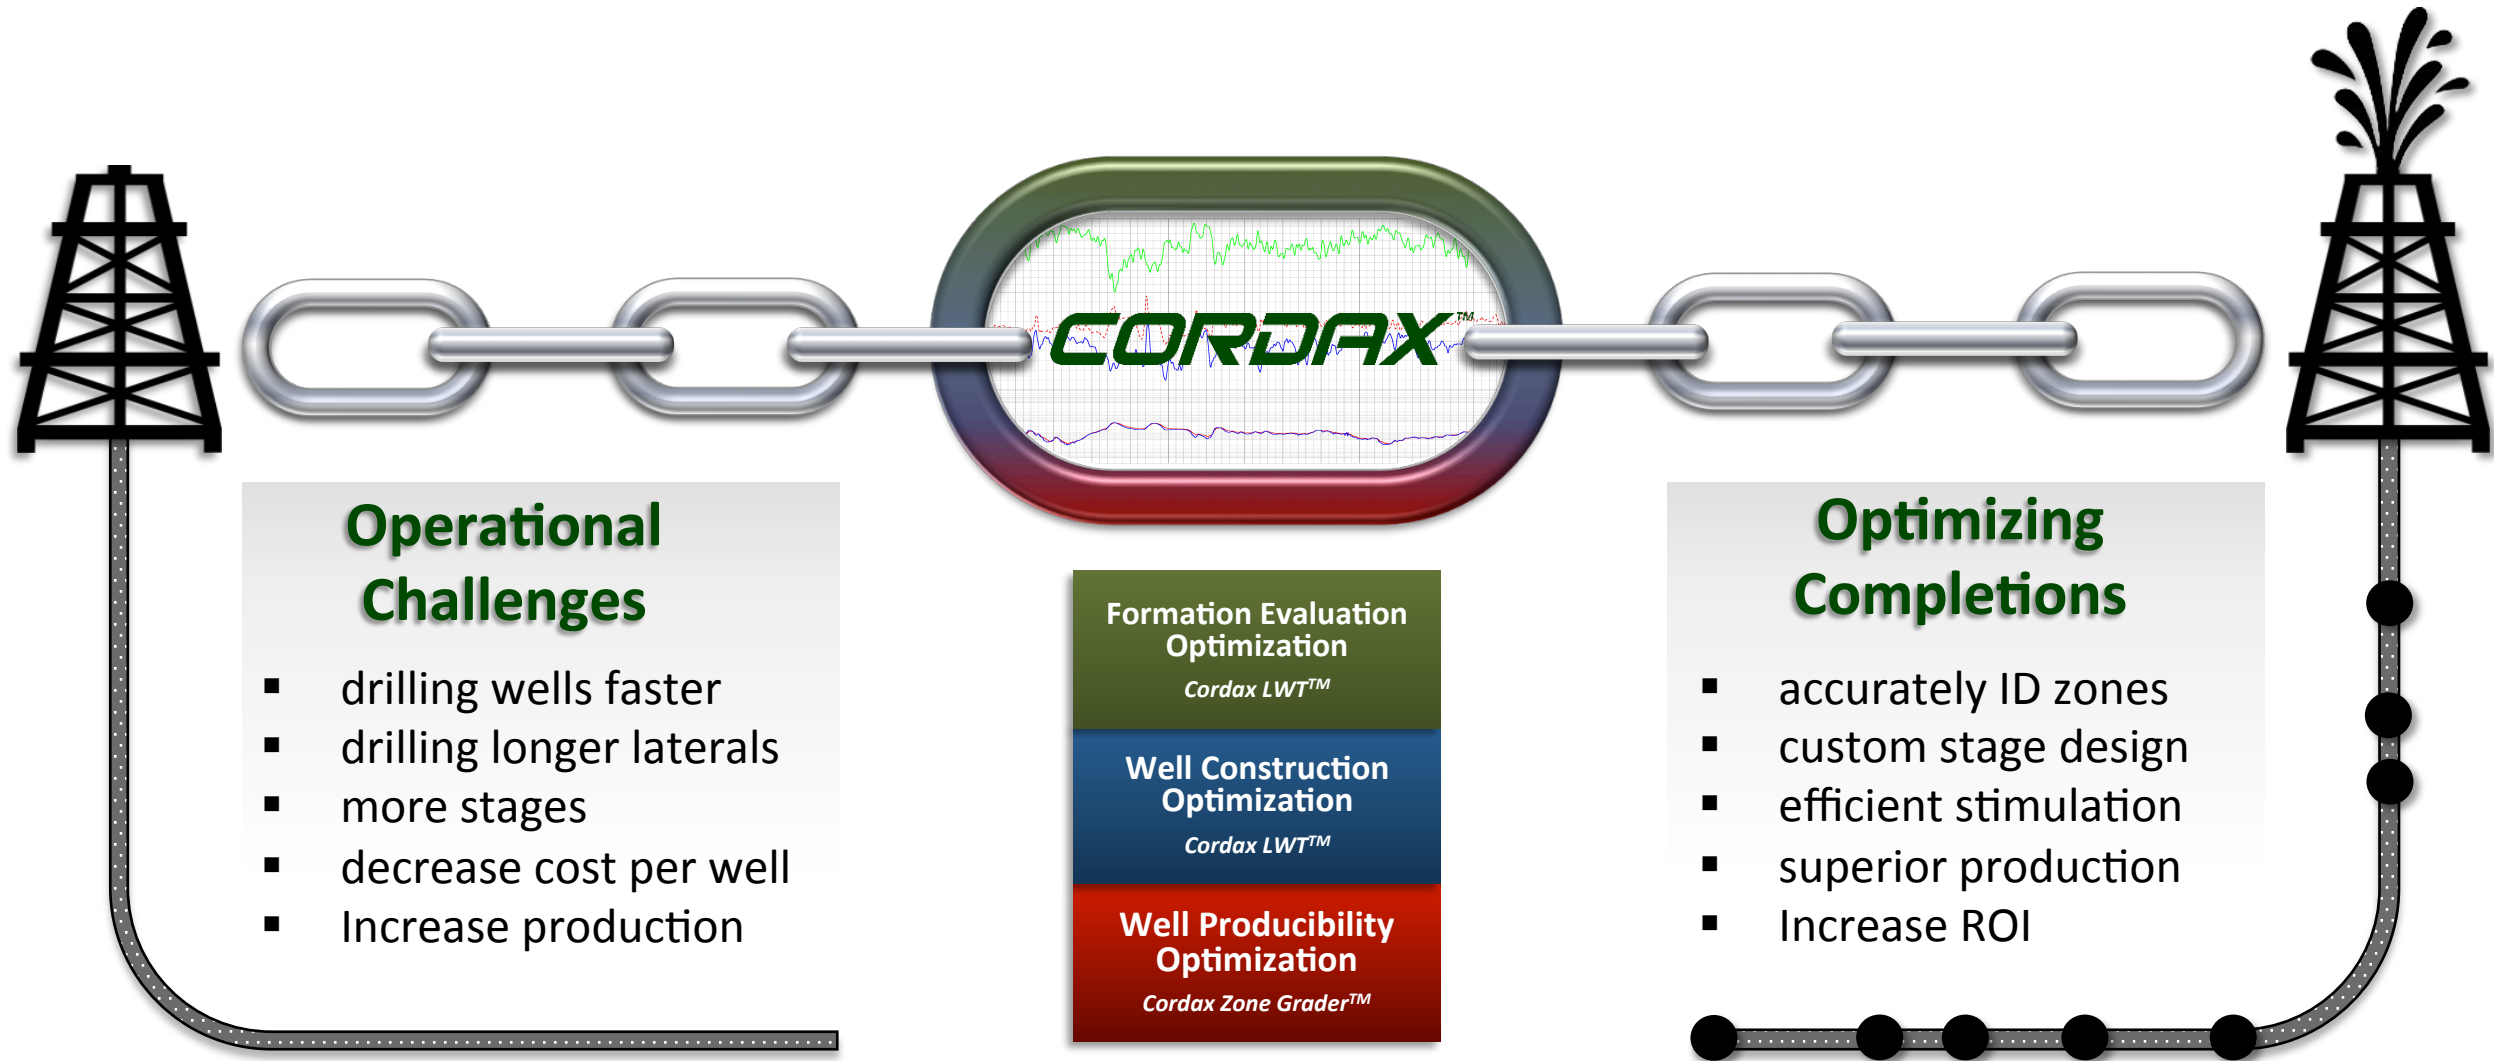 CORDAX™
Operational
Challenges
▪ drilling wells faster
▪ drilling longer laterals
▪ more stages
▪ decrease cost per well
▪ Increase production
Formation Evaluation
Optimization
Cordax LWT™
Well Construction
Optimization
Cordax LWT™
Well Producibility
Optimization
Cordax Zone Grader™
Optimizing
Completions
▪ accurately ID zones
▪ custom stage design
▪ efficient stimulation
▪ superior production
▪ Increase ROI